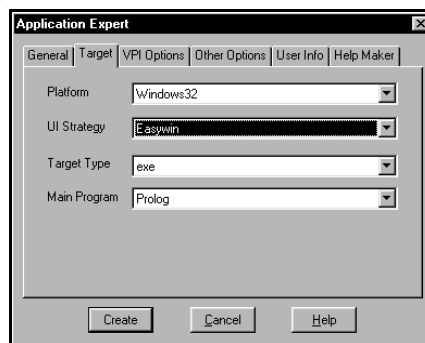 Application Expert
General Target VPI Options Other Options User Info Help Maker
Platform Windows32
UI Strategy Easywin
Target Type exe
Main Program Prolog
Create Cancel Help